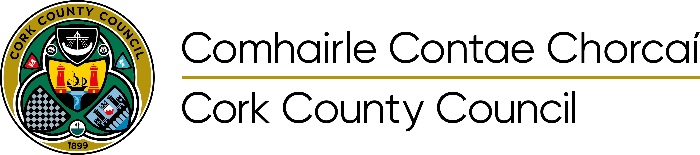 CORK COUNTY COUNCIL
1899
Comhairle Contae Chorcaí
Cork County Council